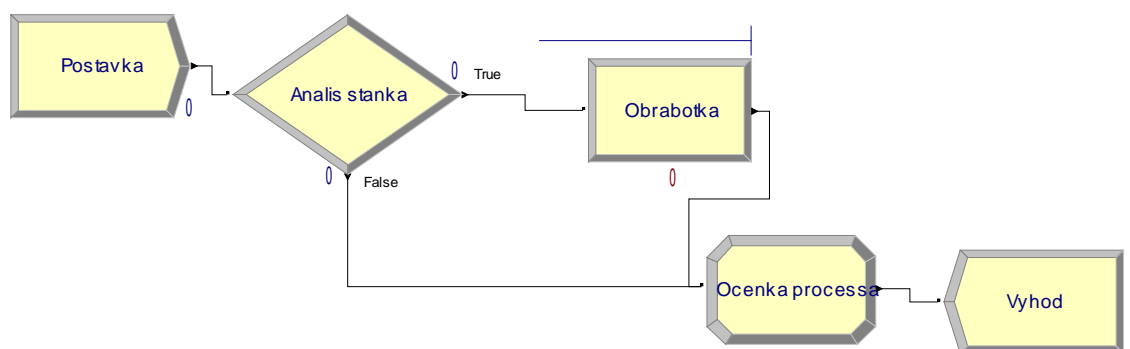 Postavka
0
Analis stanka
0
True
0
False
Obrabotka
0
Ocenka processa
Vyhod